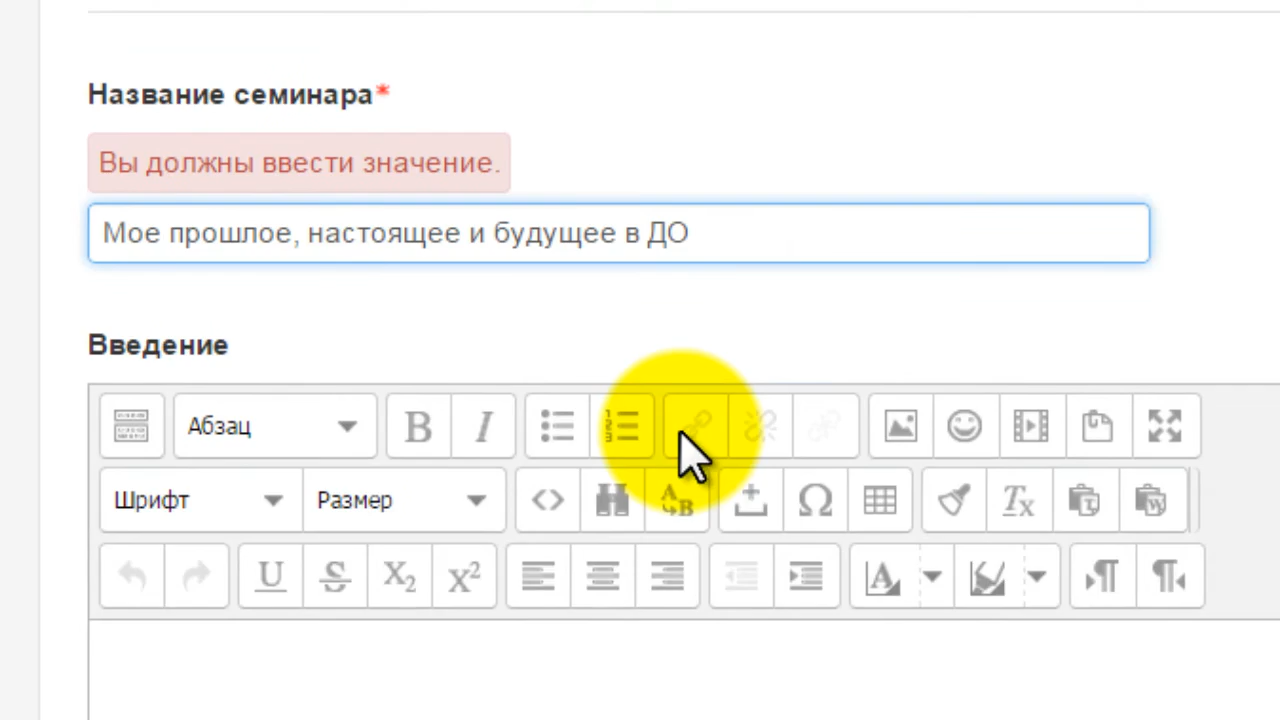 Название семинара*
Вы должны ввести значение.
Мое прошлое, настоящее и будущее в ДО
Введение
Абзац B I
Шрифт Размер